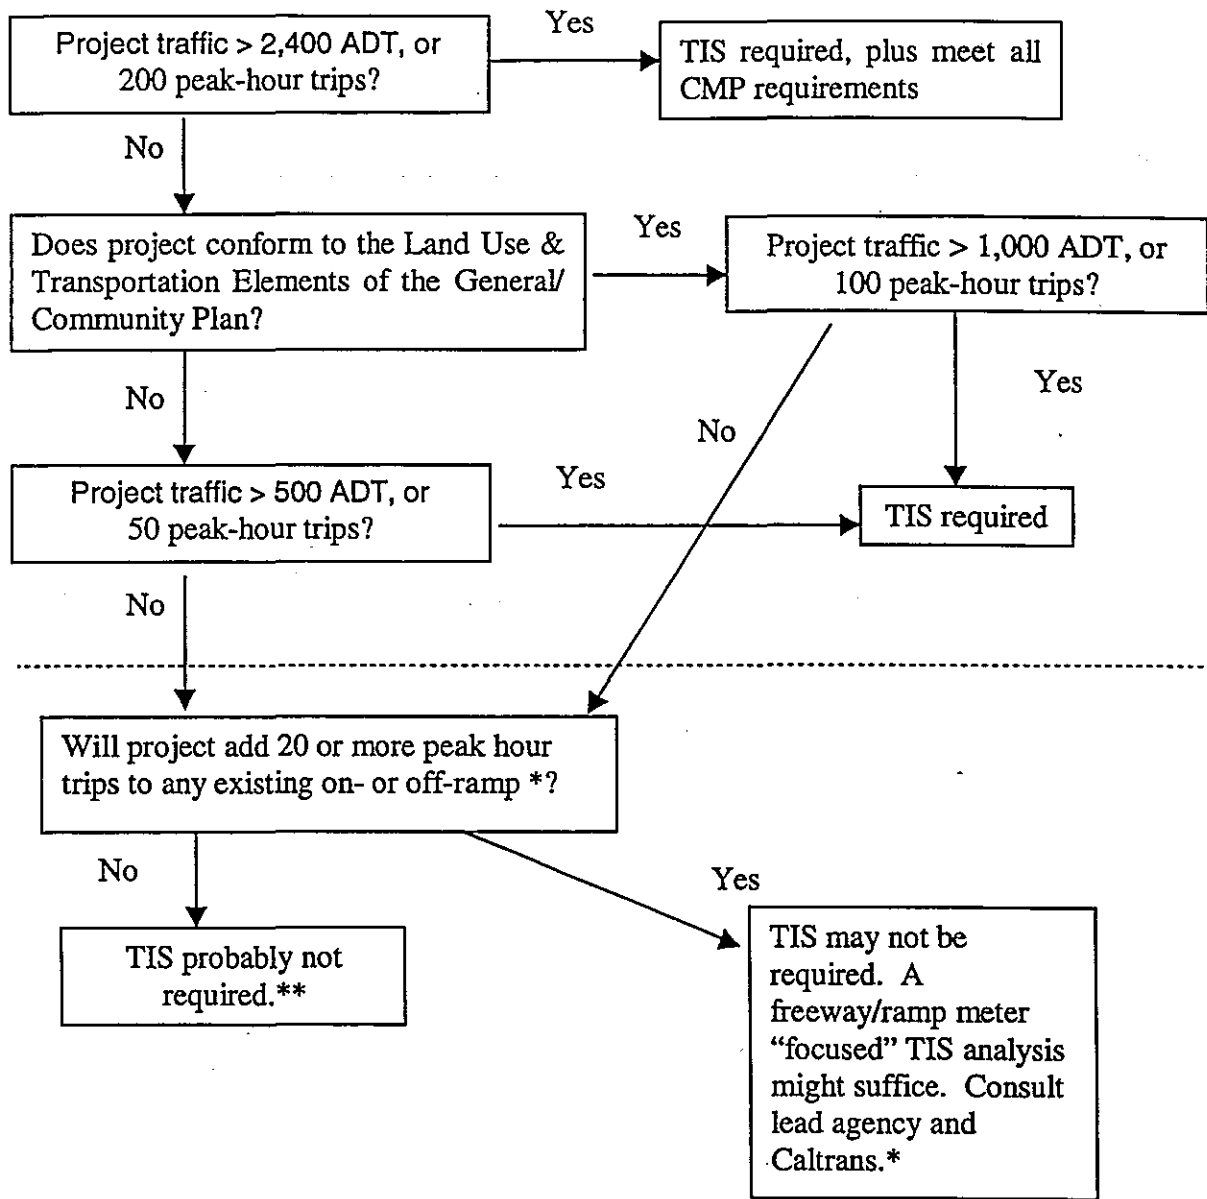 Project traffic > 2,400 ADT, or
200 peak-hour trips?
Yes
TIS required, plus meet all
CMP requirements
No
Does project conform to the Land Use &
Transportation Elements of the General/
Community Plan?
Yes
Project traffic > 1,000 ADT, or
100 peak-hour trips?
No
No
Yes
Project traffic > 500 ADT, or
50 peak-hour trips?
Yes
TIS required
No
Will project add 20 or more peak hour
trips to any existing on- or off-ramp *?
No
Yes
TIS probably not
required.**
TIS may not be
required. A
freeway/ramp meter
“focused” TIS analysis
might suffice. Consult
lead agency and
Caltrans.*